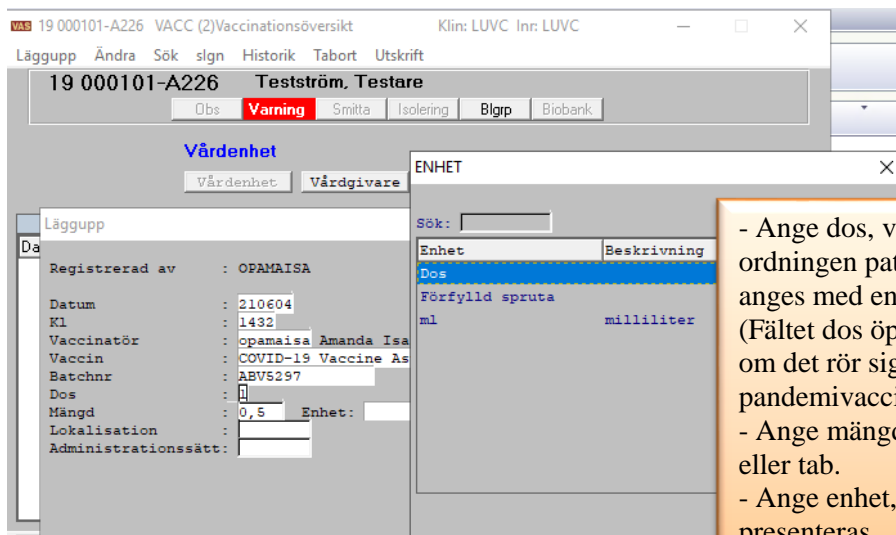 VAS 19 000101-A226 VACC (2)Vaccinationsöversikt Klin: LUVC Inr: LUVC
Läggupp Ändra Sök sIgn Historik Tabort Utskrift
19 000101-A226 Testström, Testare
Obs Varning Smitta Isolering Blgrp Biobank
Vårdenhet
Vårdenhet Vårdgivare
Da
Läggupp
Registrerad av : OPAMAISA
Datum : 210604
Kl : 1432
Vaccinatör : opamaisa Amanda Isa
Vaccin : COVID-19 Vaccine As
Batchnr : ABV5297
Dos : 1
Mängd : 0,5 Enhet:
Lokalisation :
Administrationssätt:
ENHET
Sök:
Enhet Beskrivning
Dos
Förfylld spruta
ml milliliter
- Ange dos, v
ordningen pat
anges med en
(Fältet dos öp
om det rör sig
pandemivacci
- Ange mängd
eller tab.
- Ange enhet,
presenteras